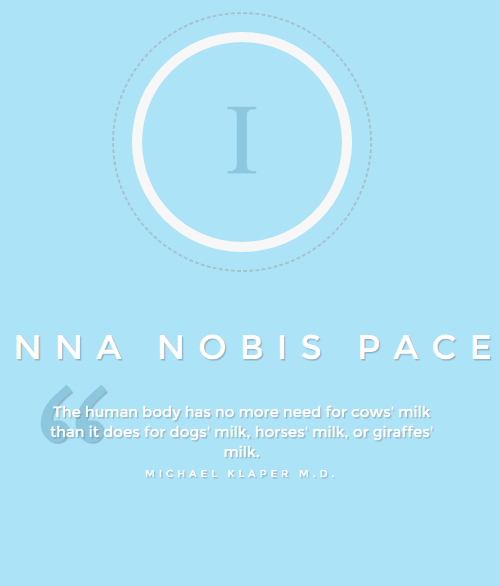 I
NNA NOBIS PACE
“
The human body has no more need for cows' milk
than it does for dogs' milk, horses' milk, or giraffes'
milk.
MICHAEL KLAPER M.D.